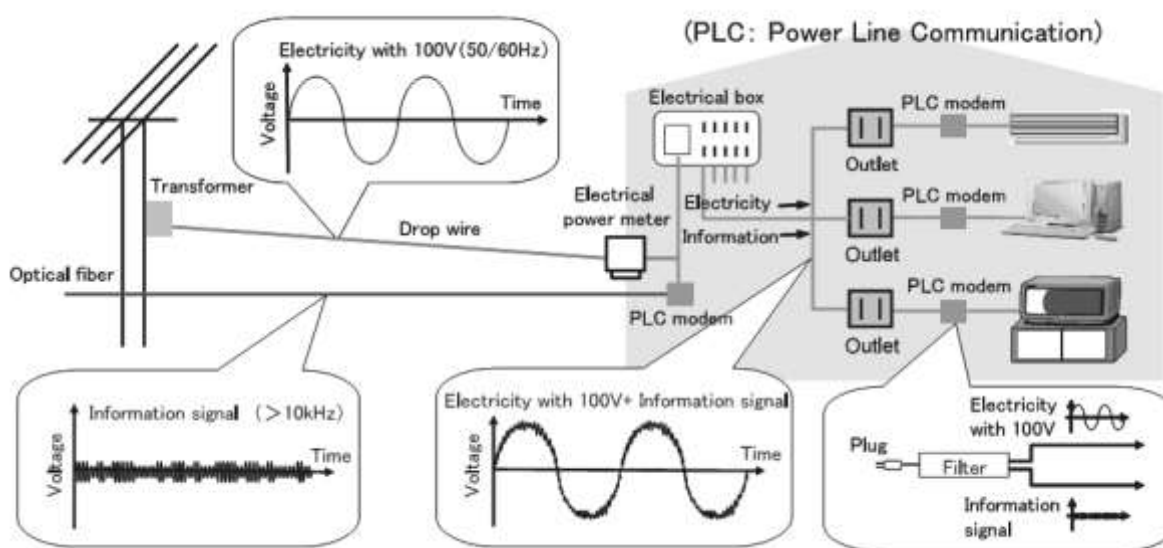 (PLC: Power Line Communication)
Electricity with 100V(50/60Hz)
Voltage
Time
Electrical box
PLC modem
Outlet
Transformer
Electrical
power meter
Electricity
PLC modem
Drop wire
Information
Outlet
Optical fiber
PLC modem
PLC modem
Outlet
Information signal (>10kHz)
Voltage
Time
Electricity with 100V+ Information signal
Voltage
Time
Electricity
with 100V
Plug
Filter
Information
signal